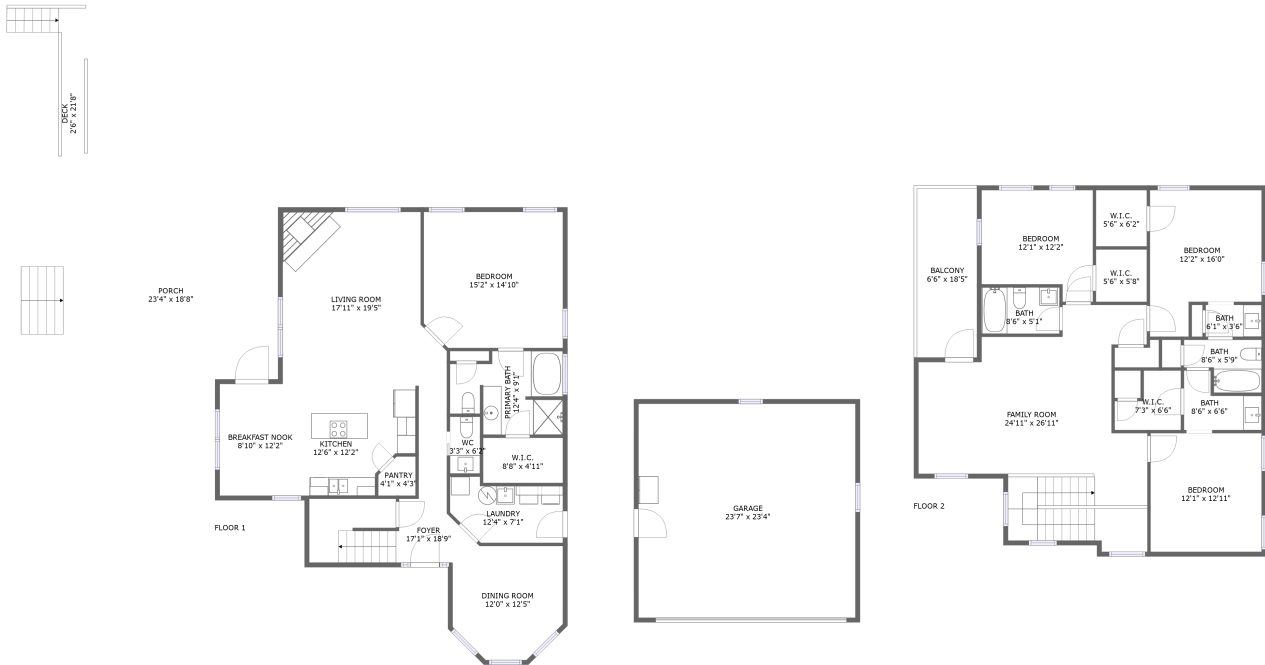 DECK
2'6" x 21'8"
PORCH
23'4" x 18'8"
LIVING ROOM
17'11" x 19'5"
BEDROOM
15'2" x 14'10"
PRIMARY BATH
12'4" x 9'1"
BREAKFAST NOOK
8'10" x 12'2"
KITCHEN
12'6" x 12'2"
WC
3'3" x 6'2"
W.I.C.
8'8" x 4'11"
PANTRY
4'1" x 4'3"
LAUNDRY
12'4" x 7'1"
FOYER
17'1" x 18'9"
FLOOR 1
DINING ROOM
12'0" x 12'5"
GARAGE
23'7" x 23'4"
BALCONY
6'6" x 18'5"
BEDROOM
12'1" x 12'2"
W.I.C.
5'6" x 6'2"
W.I.C.
5'6" x 5'8"
BEDROOM
12'2" x 16'0"
BATH
8'6" x 5'1"
BATH
6'1" x 3'6"
BATH
8'6" x 5'9"
W.I.C.
7'3" x 6'6"
BATH
8'6" x 6'6"
FAMILY ROOM
24'11" x 26'11"
BEDROOM
12'1" x 12'11"
FLOOR 2